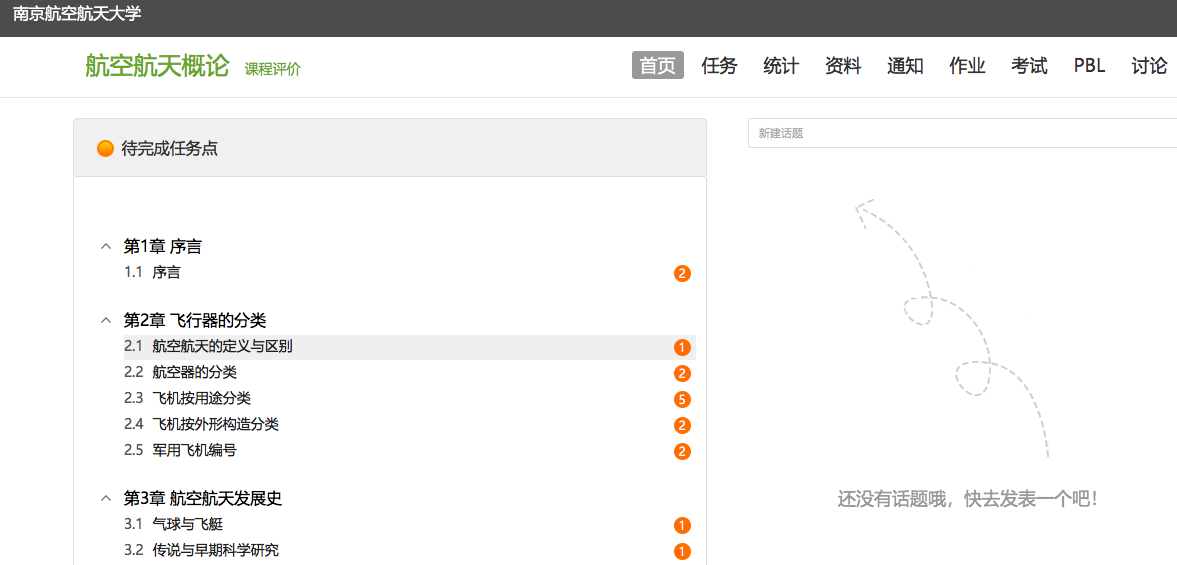 南京航空航天大学
航空航天概论 课程评价
首页 任务 统计 资料 通知 作业 考试 PBL 讨论
待完成任务点
新建话题
第1章 序言
1.1 序言 2
第2章 飞行器的分类
2.1 航空航天的定义与区别 1
2.2 航空器的分类 2
2.3 飞机按用途分类 5
2.4 飞机按外形构造分类 2
2.5 军用飞机编号 2
第3章 航空航天发展史
3.1 气球与飞艇 1
3.2 传说与早期科学研究 1
还没有话题哦，快去发表一个吧！